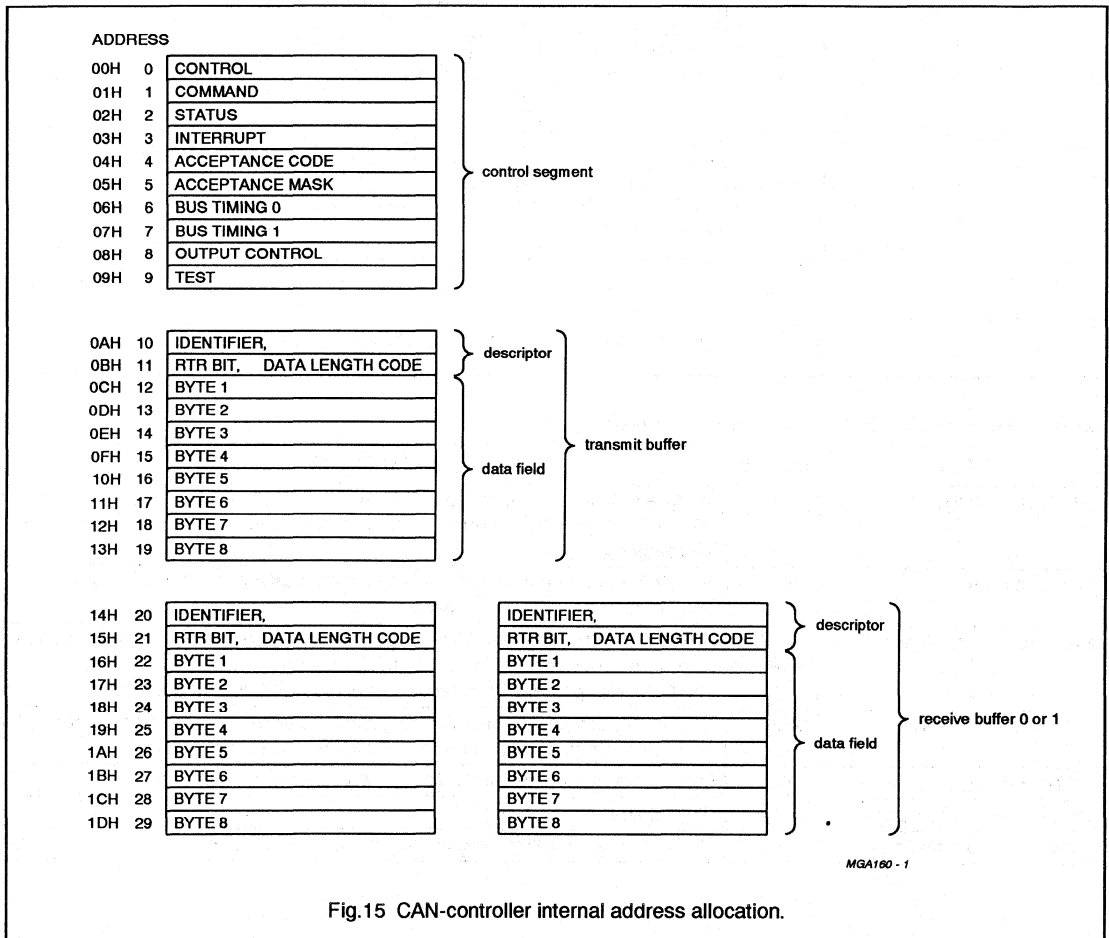 ADDRESS
00H 0 CONTROL
01H 1 COMMAND
02H 2 STATUS
03H 3 INTERRUPT
04H 4 ACCEPTANCE CODE
05H 5 ACCEPTANCE MASK
06H 6 BUS TIMING 0
07H 7 BUS TIMING 1
08H 8 OUTPUT CONTROL
09H 9 TEST
control segment
0AH 10 IDENTIFIER,
0BH 11 RTR BIT, DATA LENGTH CODE
0CH 12 BYTE 1
0DH 13 BYTE 2
0EH 14 BYTE 3
0FH 15 BYTE 4
10H 16 BYTE 5
11H 17 BYTE 6
12H 18 BYTE 7
13H 19 BYTE 8
descriptor
data field
transmit buffer
14H 20 IDENTIFIER, IDENTIFIER,
15H 21 RTR BIT, DATA LENGTH CODE RTR BIT, DATA LENGTH CODE
16H 22 BYTE 1 BYTE 1
17H 23 BYTE 2 BYTE 2
18H 24 BYTE 3 BYTE 3
19H 25 BYTE 4 BYTE 4
1AH 26 BYTE 5 BYTE 5
1BH 27 BYTE 6 BYTE 6
1CH 28 BYTE 7 BYTE 7
1DH 29 BYTE 8 BYTE 8
descriptor
data field
receive buffer 0 or 1
MGA160 - 1
Fig.15 CAN-controller internal address allocation.